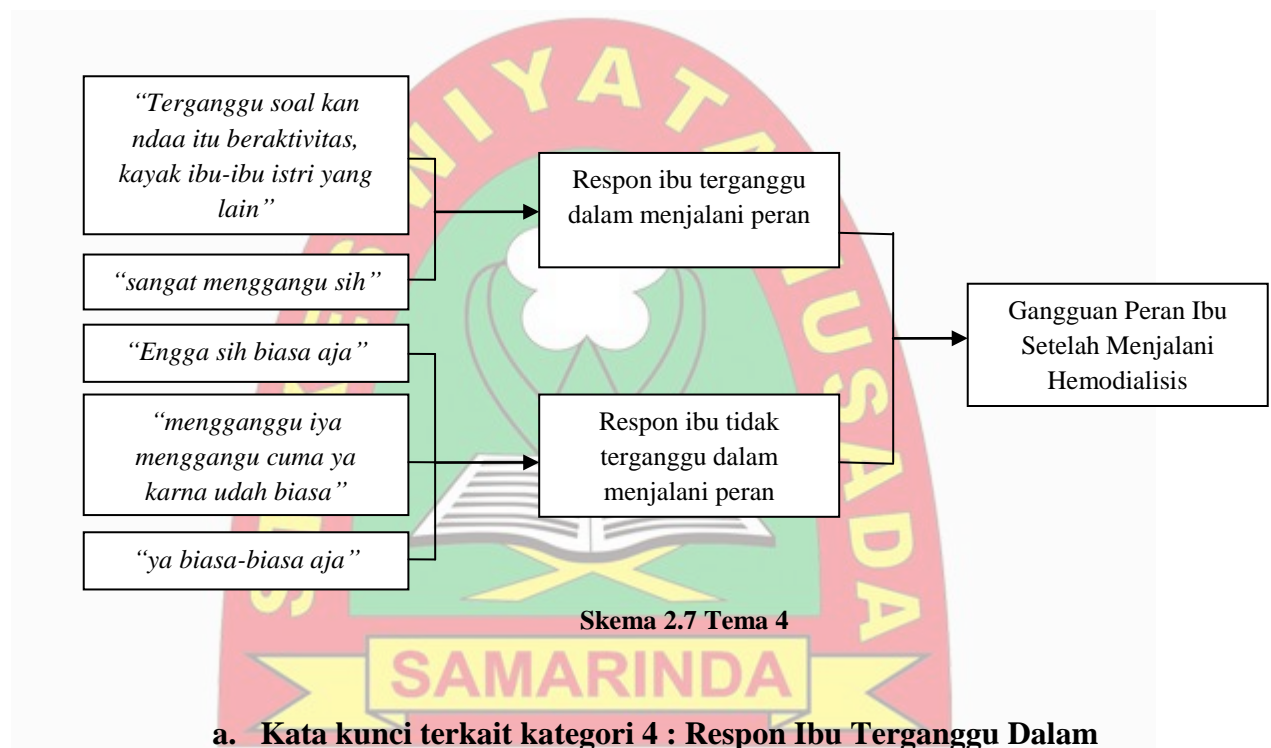 “Terganggu soal kan
ndaa itu beraktivitas,
kayak ibu-ibu istri yang
lain”
“sangat menggangu sih”
“Engga sih biasa aja”
“mengganggu iya
menggangu cuma ya
karna udah biasa”
“ya biasa-biasa aja”
Respon ibu terganggu
dalam menjalani peran
Respon ibu tidak
terganggu dalam
menjalani peran
Gangguan Peran Ibu
Setelah Menjalani
Hemodialisis
Skema 2.7 Tema 4
SAMARINDA
a. Kata kunci terkait kategori 4 : Respon Ibu Terganggu Dalam